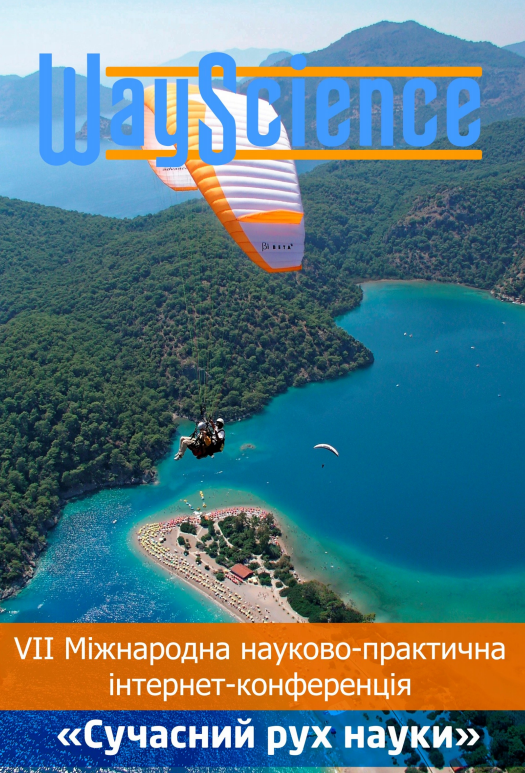 WayScience
VII Міжнародна науково-практична
інтернет-конференція
«Сучасний рух науки»